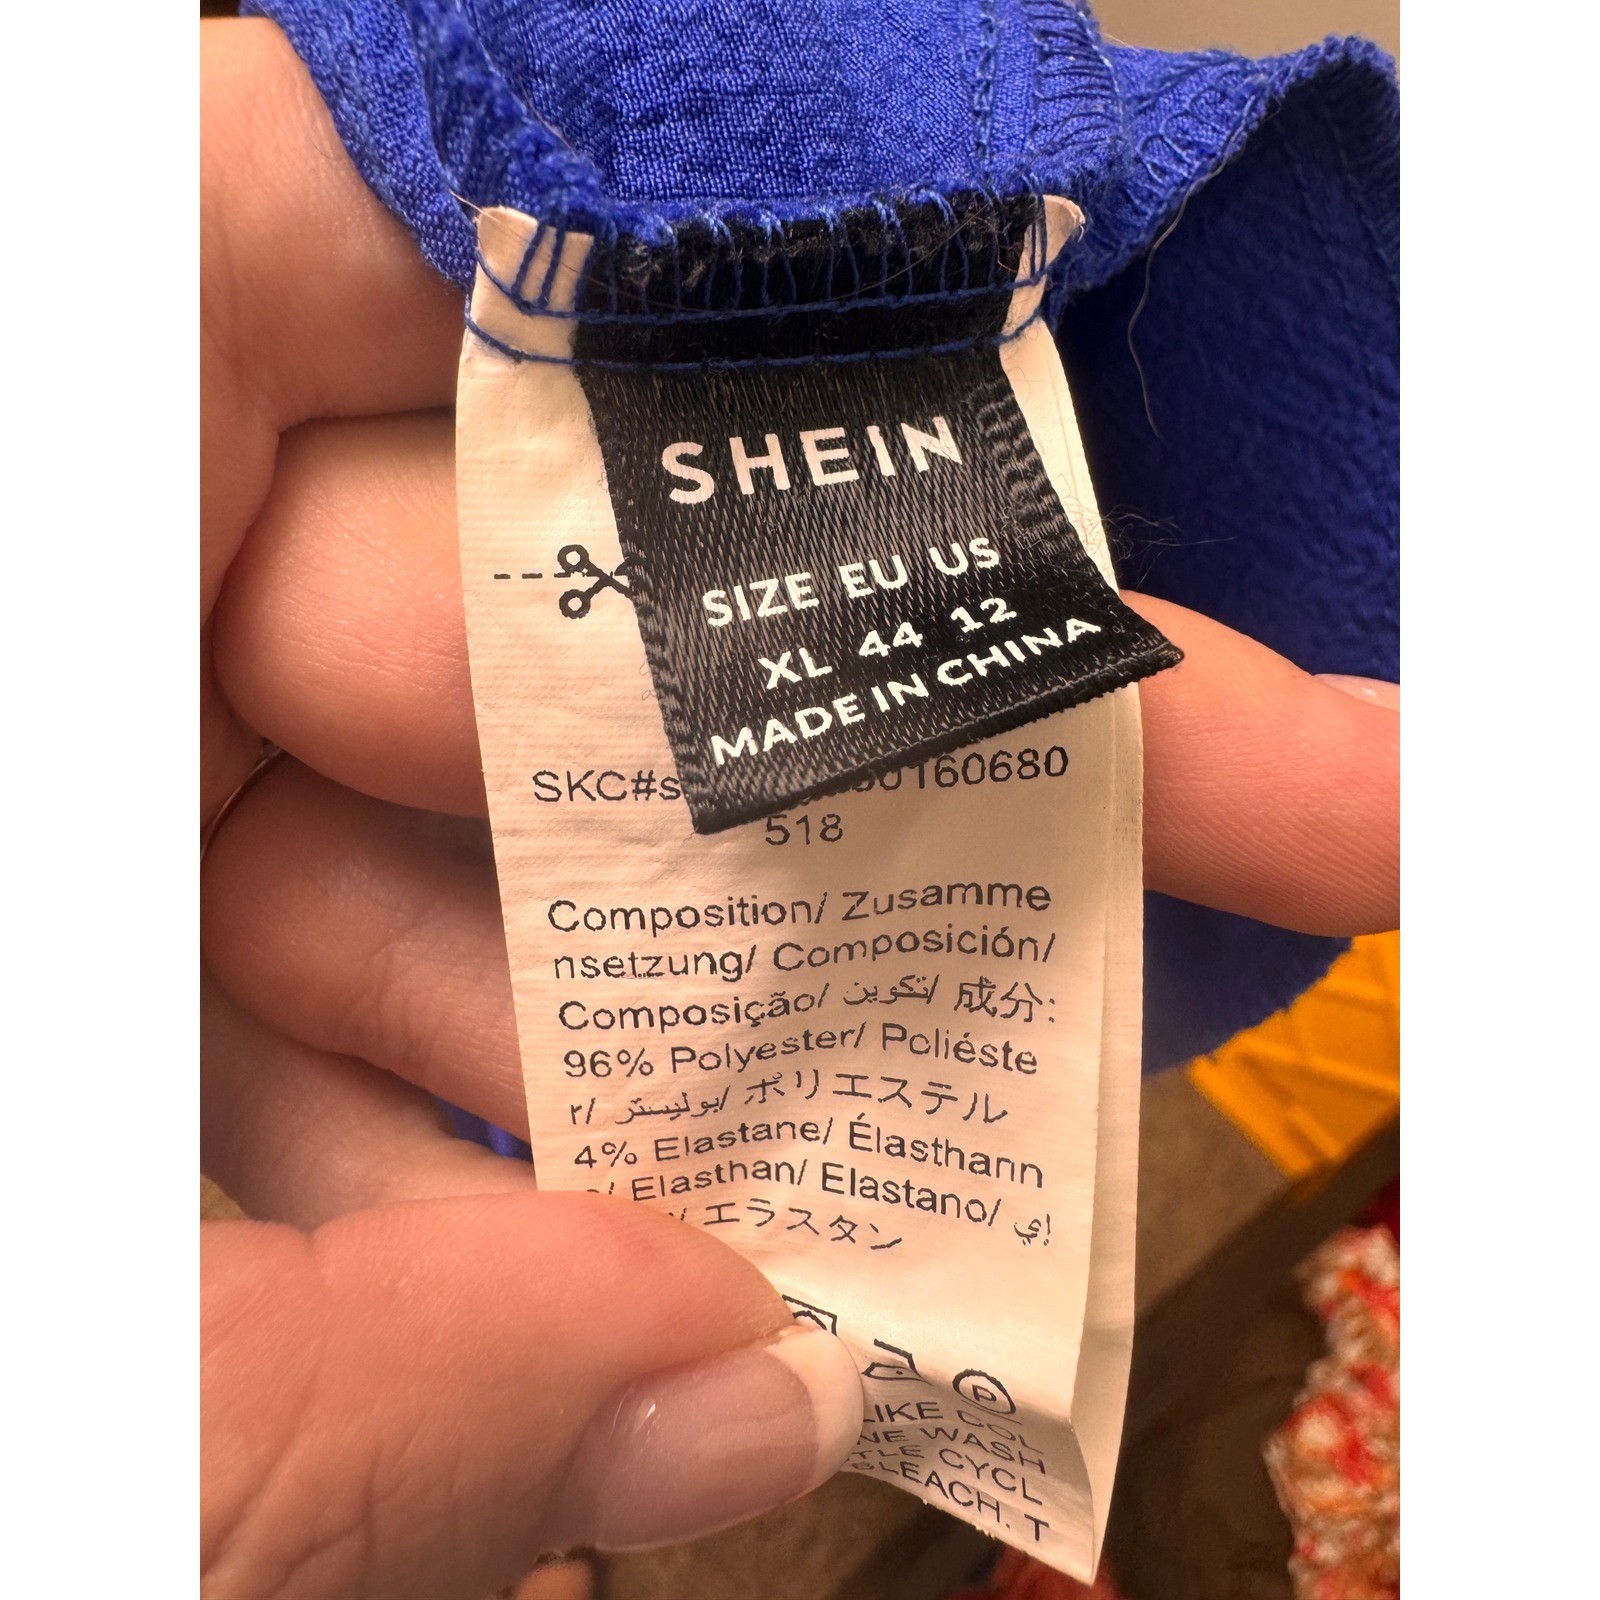 SHEIN
SIZE EU US
XL 44 12
MADE IN CHINA
SKC#s 0160680
518
Composition/ Zusamme
nsetzung/ Composición/
Composição/ تكوين/ 成分:
96% Polyester/ Poliéste
r/ بوليستر/ ポリエステル
4% Elastane/ Élasthann
Elasthan/ Elastano/
エラスタン
P
LIKE COL
WASH
CYCL
BLEACH. T